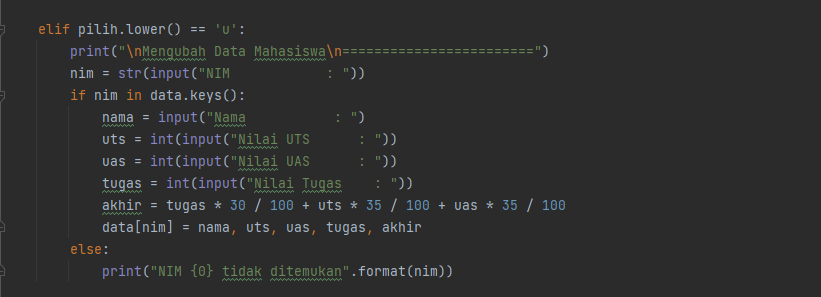 elif pilih.lower() == 'u':
    print("\nMengubah Data Mahasiswa\n========================")
    nim = str(input("NIM            : "))
    if nim in data.keys():
        nama = input("Nama           : ")
        uts = int(input("Nilai UTS      : "))
        uas = int(input("Nilai UAS      : "))
        tugas = int(input("Nilai Tugas    : "))
        akhir = tugas * 30 / 100 + uts * 35 / 100 + uas * 35 / 100
        data[nim] = nama, uts, uas, tugas, akhir
    else:
        print("NIM {0} tidak ditemukan".format(nim))